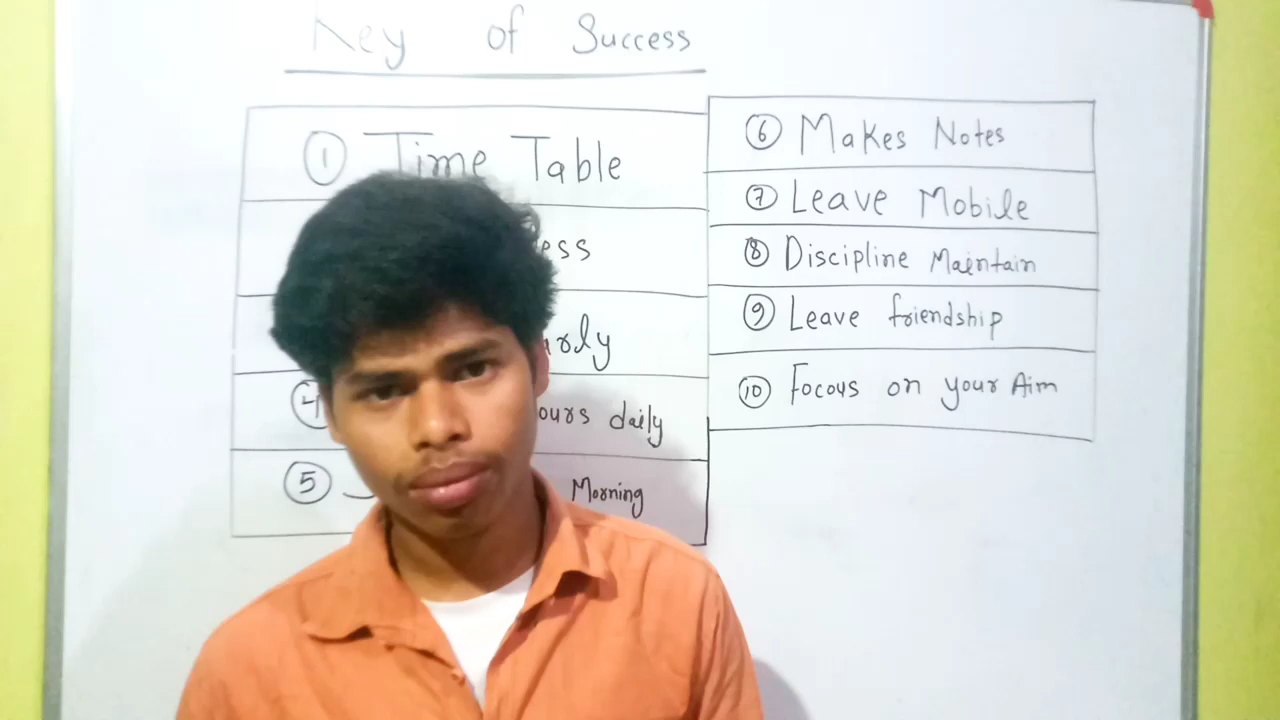 Key of Success
① Time Table
ess
urly
④ ours daily
⑤ Morning
⑥ Makes Notes
⑦ Leave Mobile
⑧ Discipline Maintain
⑨ Leave friendship
⑩ Focous on your Aim